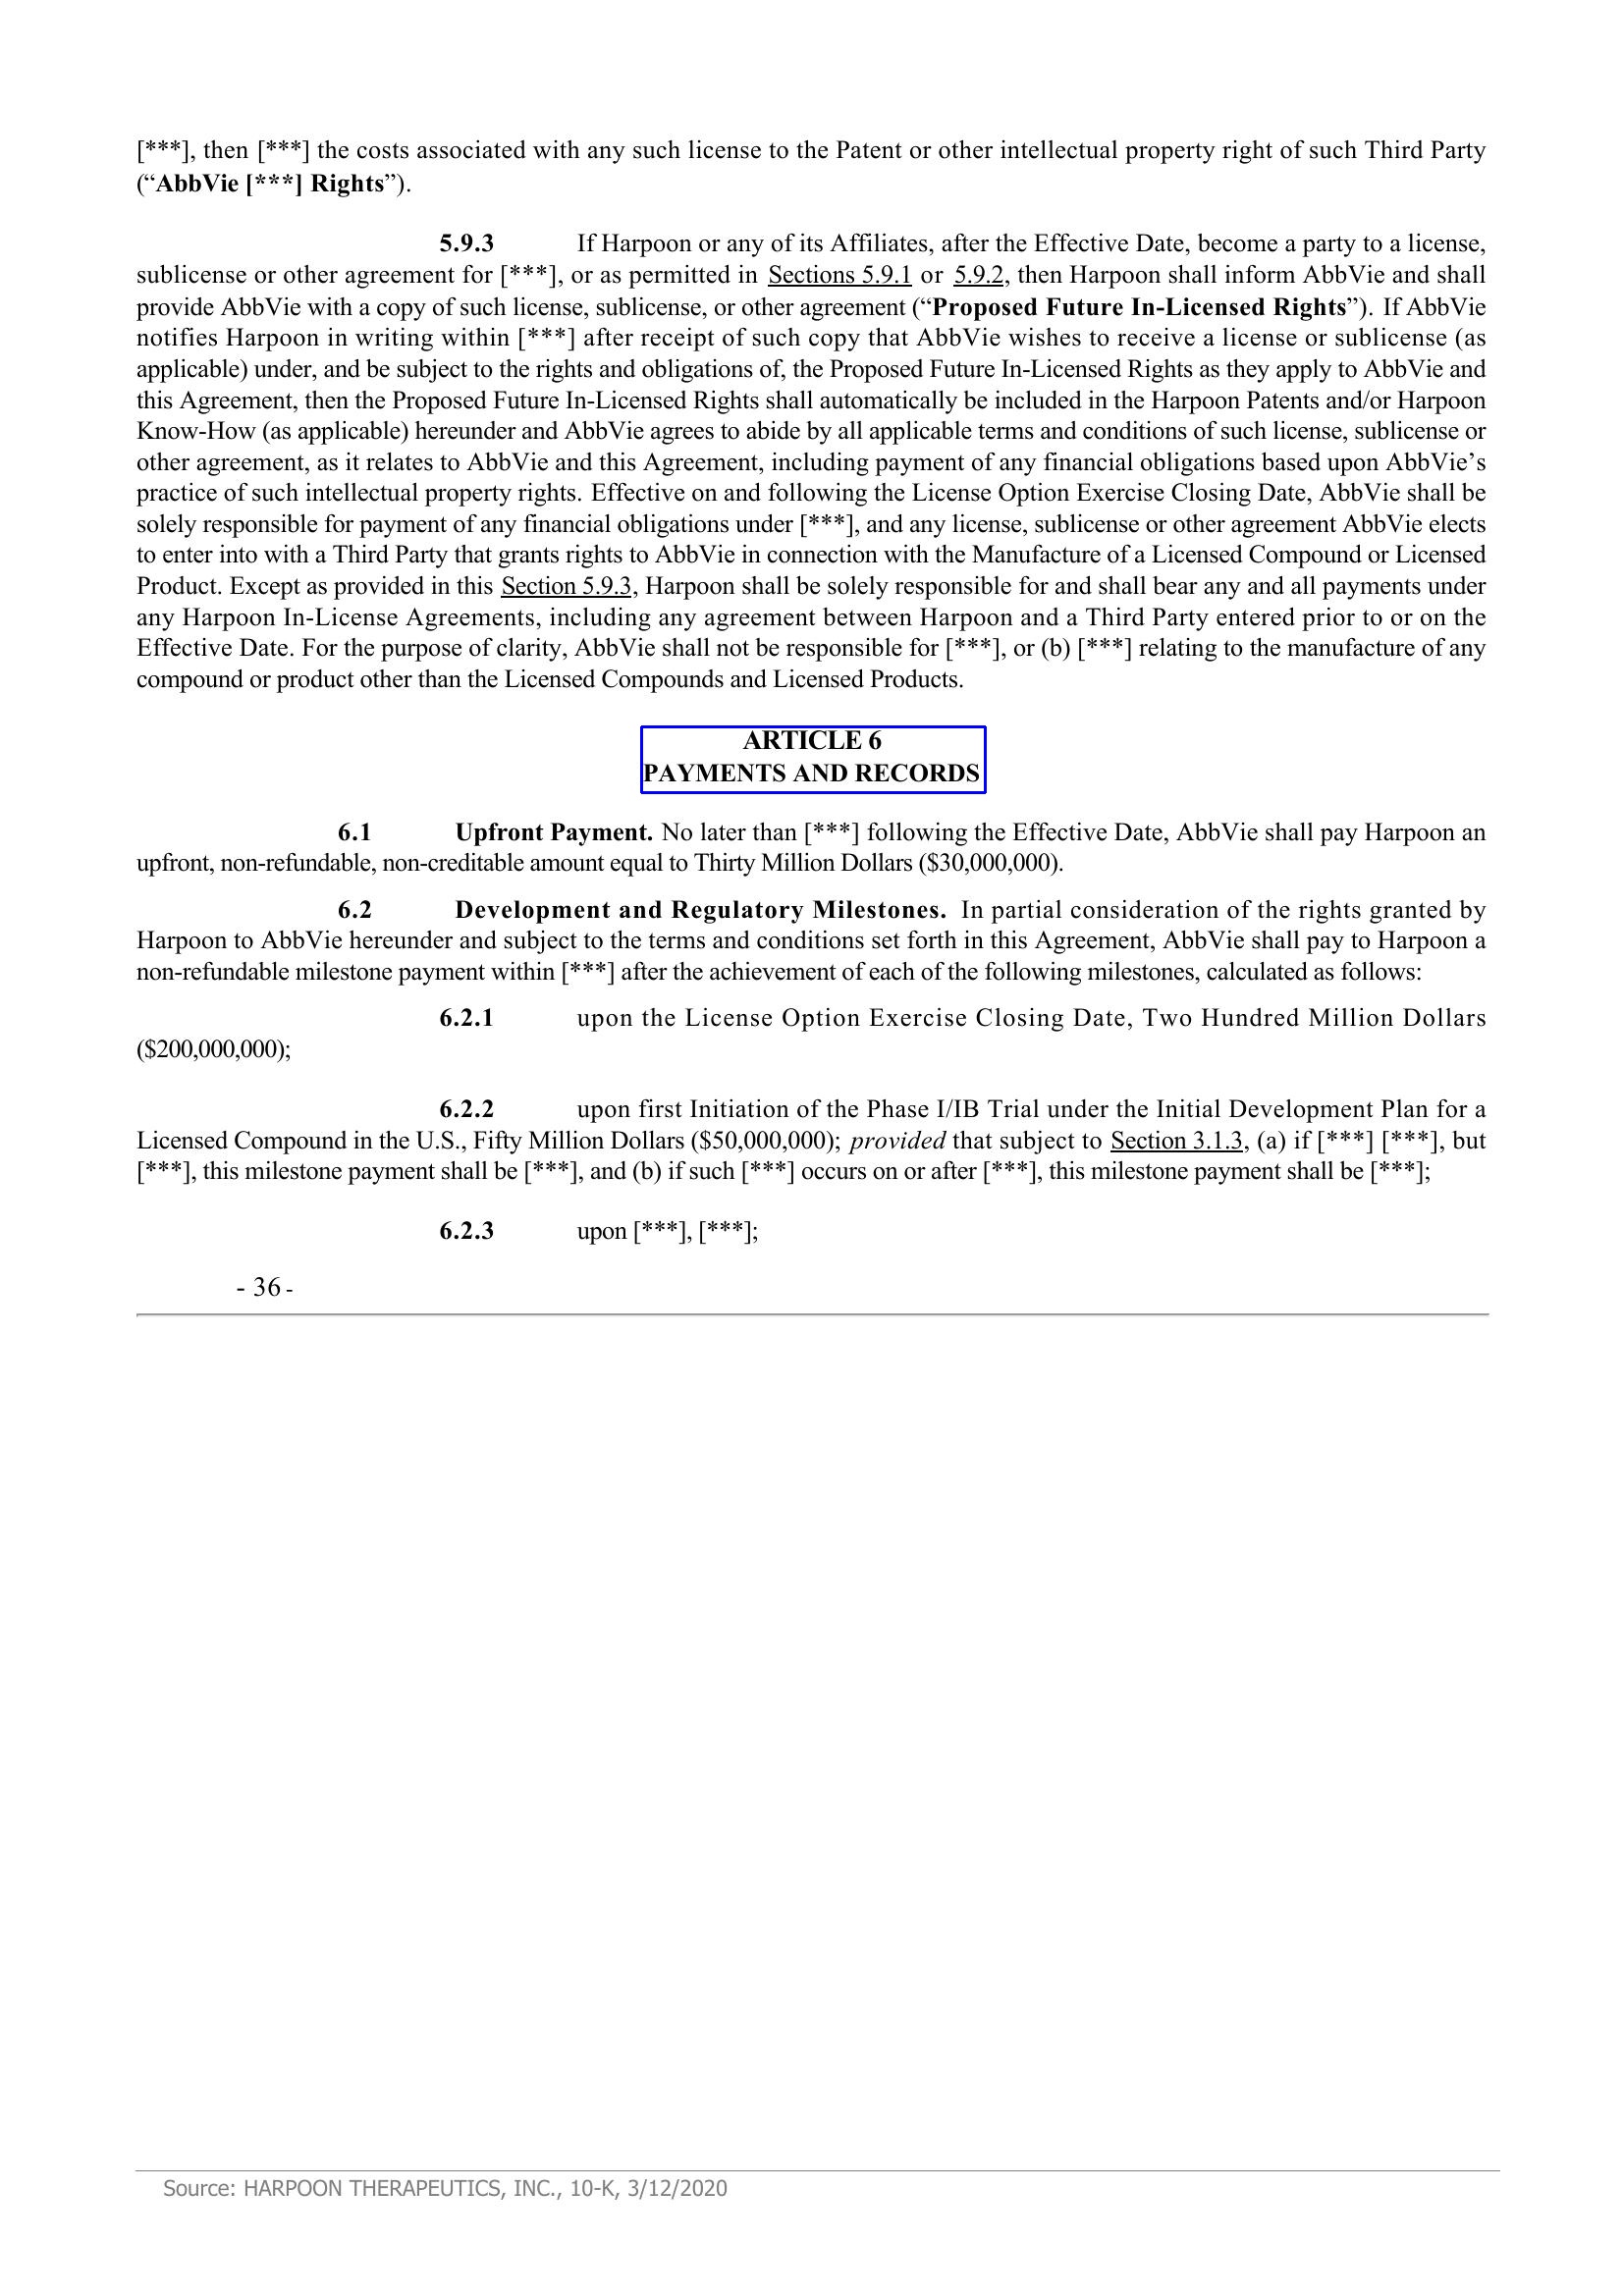 [***], then [***] the costs associated with any such license to the Patent or other intellectual property right of such Third Party
(“AbbVie [***] Rights”).
5.9.3 If Harpoon or any of its Affiliates, after the Effective Date, become a party to a license,
sublicense or other agreement for [***], or as permitted in Sections 5.9.1 or 5.9.2, then Harpoon shall inform AbbVie and shall
provide AbbVie with a copy of such license, sublicense, or other agreement (“Proposed Future In-Licensed Rights”). If AbbVie
notifies Harpoon in writing within [***] after receipt of such copy that AbbVie wishes to receive a license or sublicense (as
applicable) under, and be subject to the rights and obligations of, the Proposed Future In-Licensed Rights as they apply to AbbVie and
this Agreement, then the Proposed Future In-Licensed Rights shall automatically be included in the Harpoon Patents and/or Harpoon
Know-How (as applicable) hereunder and AbbVie agrees to abide by all applicable terms and conditions of such license, sublicense or
other agreement, as it relates to AbbVie and this Agreement, including payment of any financial obligations based upon AbbVie’s
practice of such intellectual property rights. Effective on and following the License Option Exercise Closing Date, AbbVie shall be
solely responsible for payment of any financial obligations under [***], and any license, sublicense or other agreement AbbVie elects
to enter into with a Third Party that grants rights to AbbVie in connection with the Manufacture of a Licensed Compound or Licensed
Product. Except as provided in this Section 5.9.3, Harpoon shall be solely responsible for and shall bear any and all payments under
any Harpoon In-License Agreements, including any agreement between Harpoon and a Third Party entered prior to or on the
Effective Date. For the purpose of clarity, AbbVie shall not be responsible for [***], or (b) [***] relating to the manufacture of any
compound or product other than the Licensed Compounds and Licensed Products.
ARTICLE 6
PAYMENTS AND RECORDS
6.1 Upfront Payment. No later than [***] following the Effective Date, AbbVie shall pay Harpoon an
upfront, non-refundable, non-creditable amount equal to Thirty Million Dollars ($30,000,000).
6.2 Development and Regulatory Milestones. In partial consideration of the rights granted by
Harpoon to AbbVie hereunder and subject to the terms and conditions set forth in this Agreement, AbbVie shall pay to Harpoon a
non-refundable milestone payment within [***] after the achievement of each of the following milestones, calculated as follows:
6.2.1 upon the License Option Exercise Closing Date, Two Hundred Million Dollars
($200,000,000);
6.2.2 upon first Initiation of the Phase I/IB Trial under the Initial Development Plan for a
Licensed Compound in the U.S., Fifty Million Dollars ($50,000,000); provided that subject to Section 3.1.3, (a) if [***] [***], but
[***], this milestone payment shall be [***], and (b) if such [***] occurs on or after [***], this milestone payment shall be [***];
6.2.3 upon [***], [***];
- 36 -
Source: HARPOON THERAPEUTICS, INC., 10-K, 3/12/2020